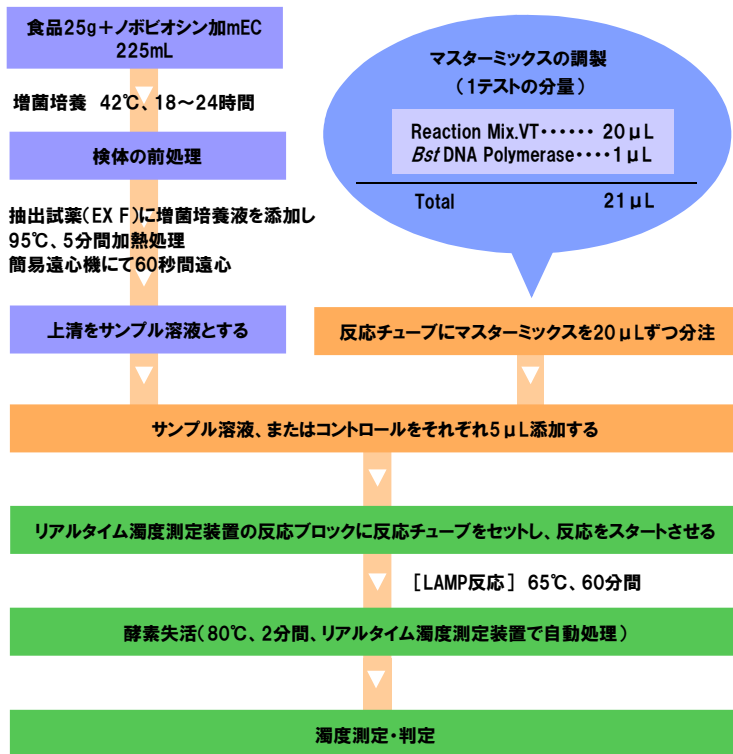 食品25g＋ノボビオシン加mEC
225mL
増菌培養 42℃、18～24時間
検体の前処理
抽出試薬（EX F）に増菌培養液を添加し
95℃、5分間加熱処理
簡易遠心機にて60秒間遠心
上清をサンプル溶液とする
マスターミックスの調製
（1テストの分量）
Reaction Mix.VT・・・・・・ 20μL
Bst DNA Polymerase・・・・1μL
Total 21μL
反応チューブにマスターミックスを20μLずつ分注
サンプル溶液、またはコントロールをそれぞれ5μL添加する
リアルタイム濁度測定装置の反応ブロックに反応チューブをセットし、反応をスタートさせる
［LAMP反応］ 65℃、60分間
酵素失活（80℃、2分間、リアルタイム濁度測定装置で自動処理）
濁度測定・判定